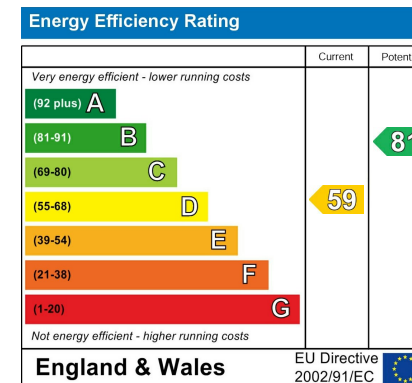 Energy Efficiency Rating
Current Potent
Very energy efficient - lower running costs
(92 plus) A
(81-91) B
(69-80) C
(55-68) D
(39-54) E
(21-38) F
(1-20) G
59
81
Not energy efficient - higher running costs
England & Wales
EU Directive
2002/91/EC